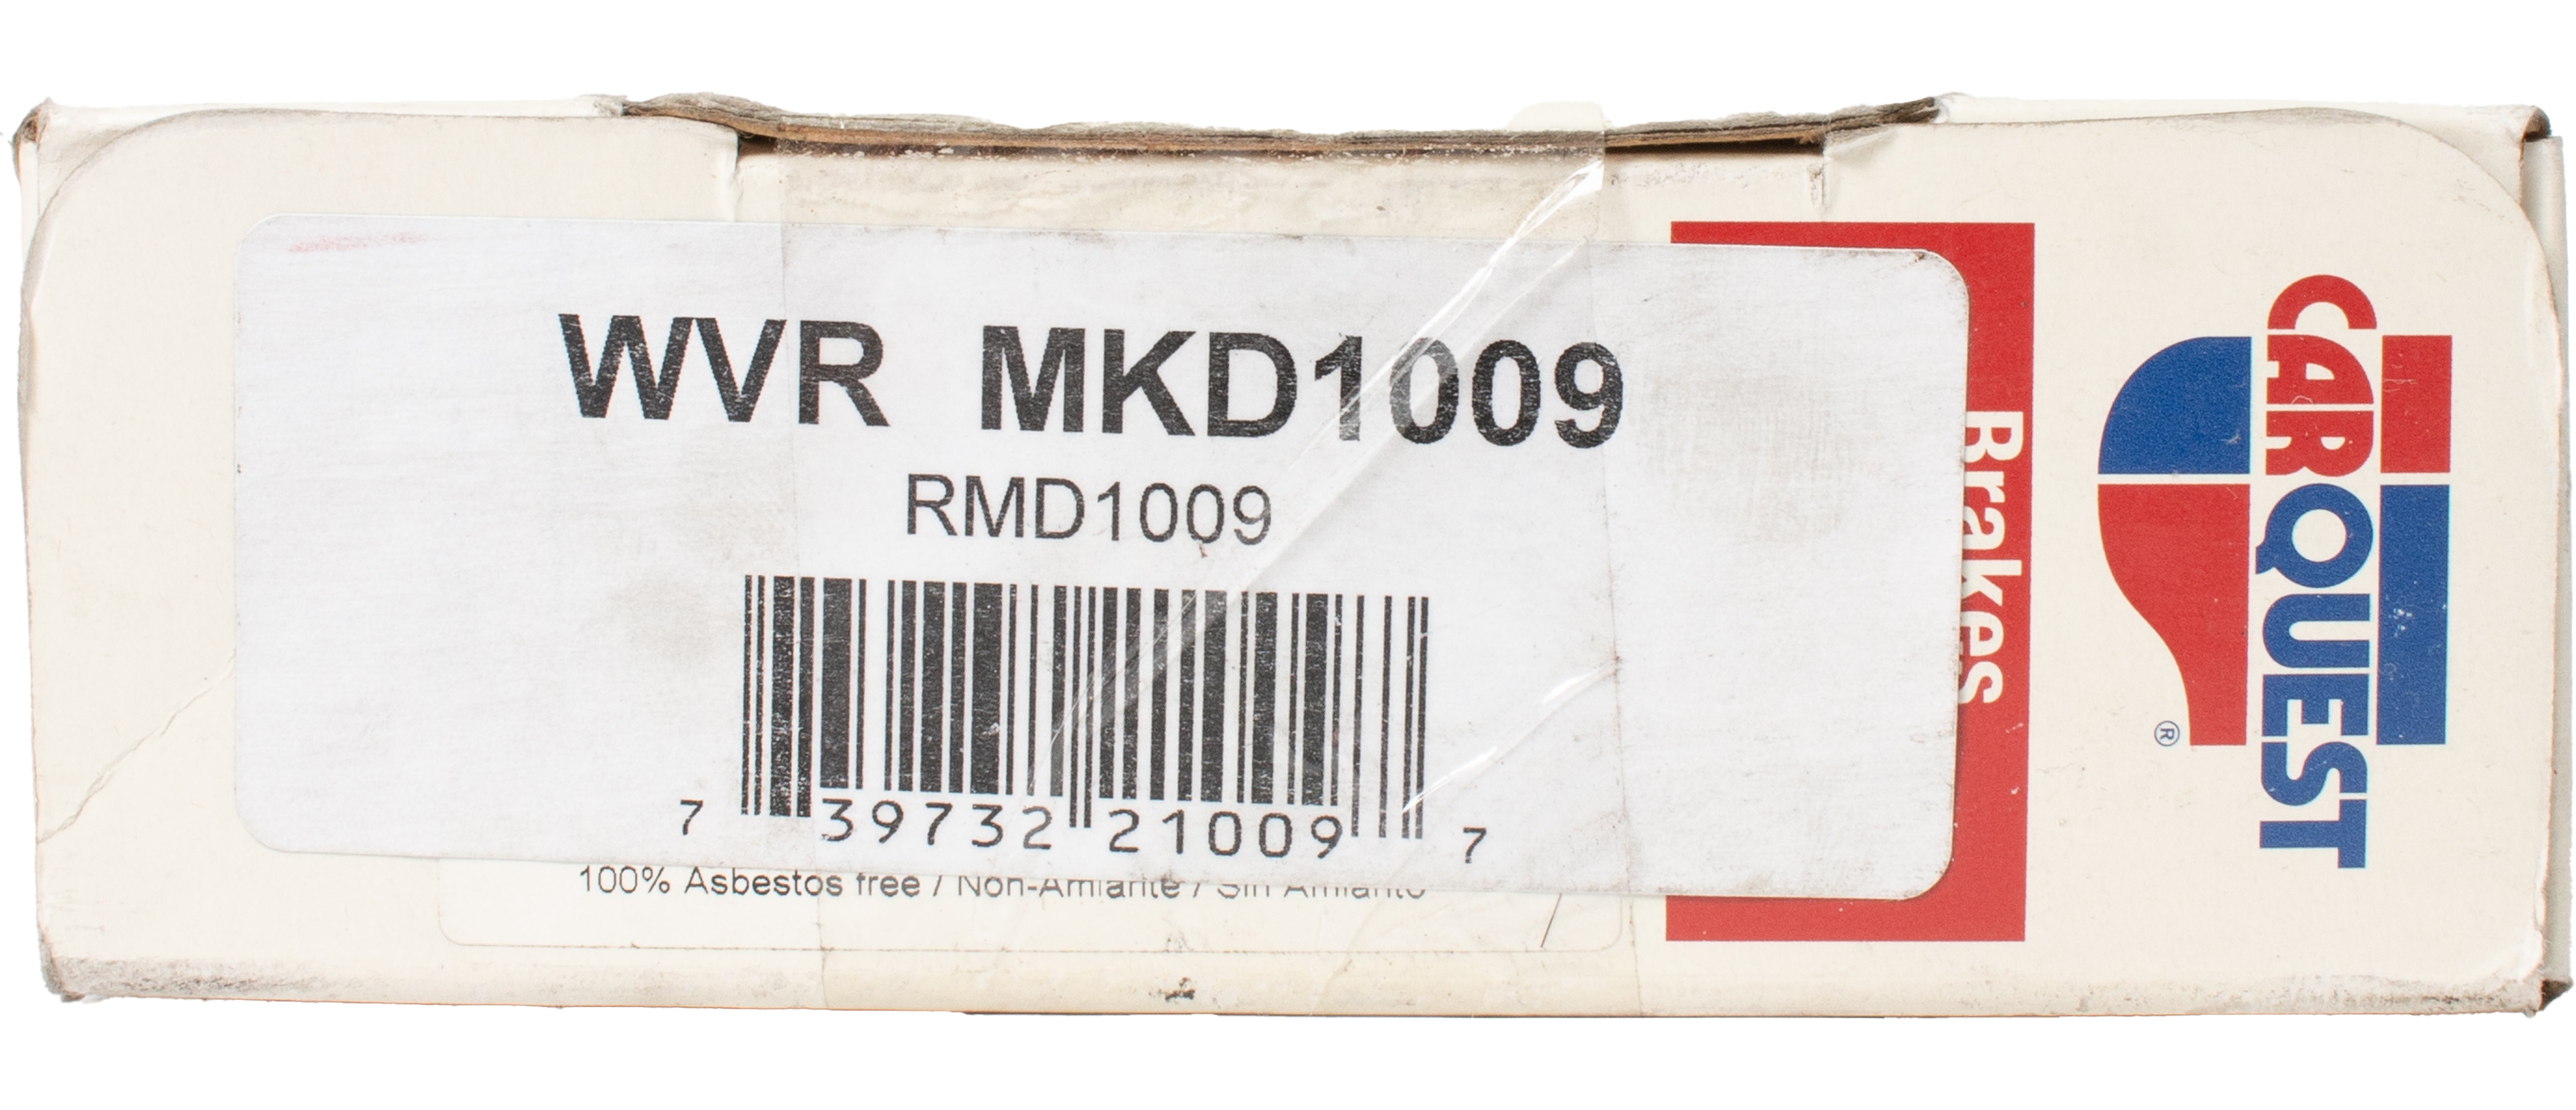 WVR MKD1009
RMD1009
7 39732 21009 7
100% Asbestos free / Non-Amiante / Sin Amianto
Brakes
CARQUEST
®